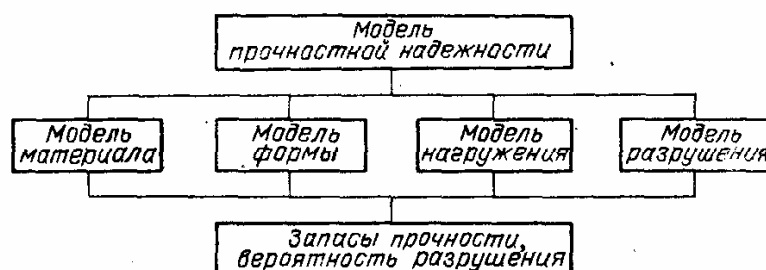 Модель
прочностной надежности
Модель
материала
Модель
формы
Модель
нагружения
Модель
разрушения
Запасы прочности,
вероятность разрушения